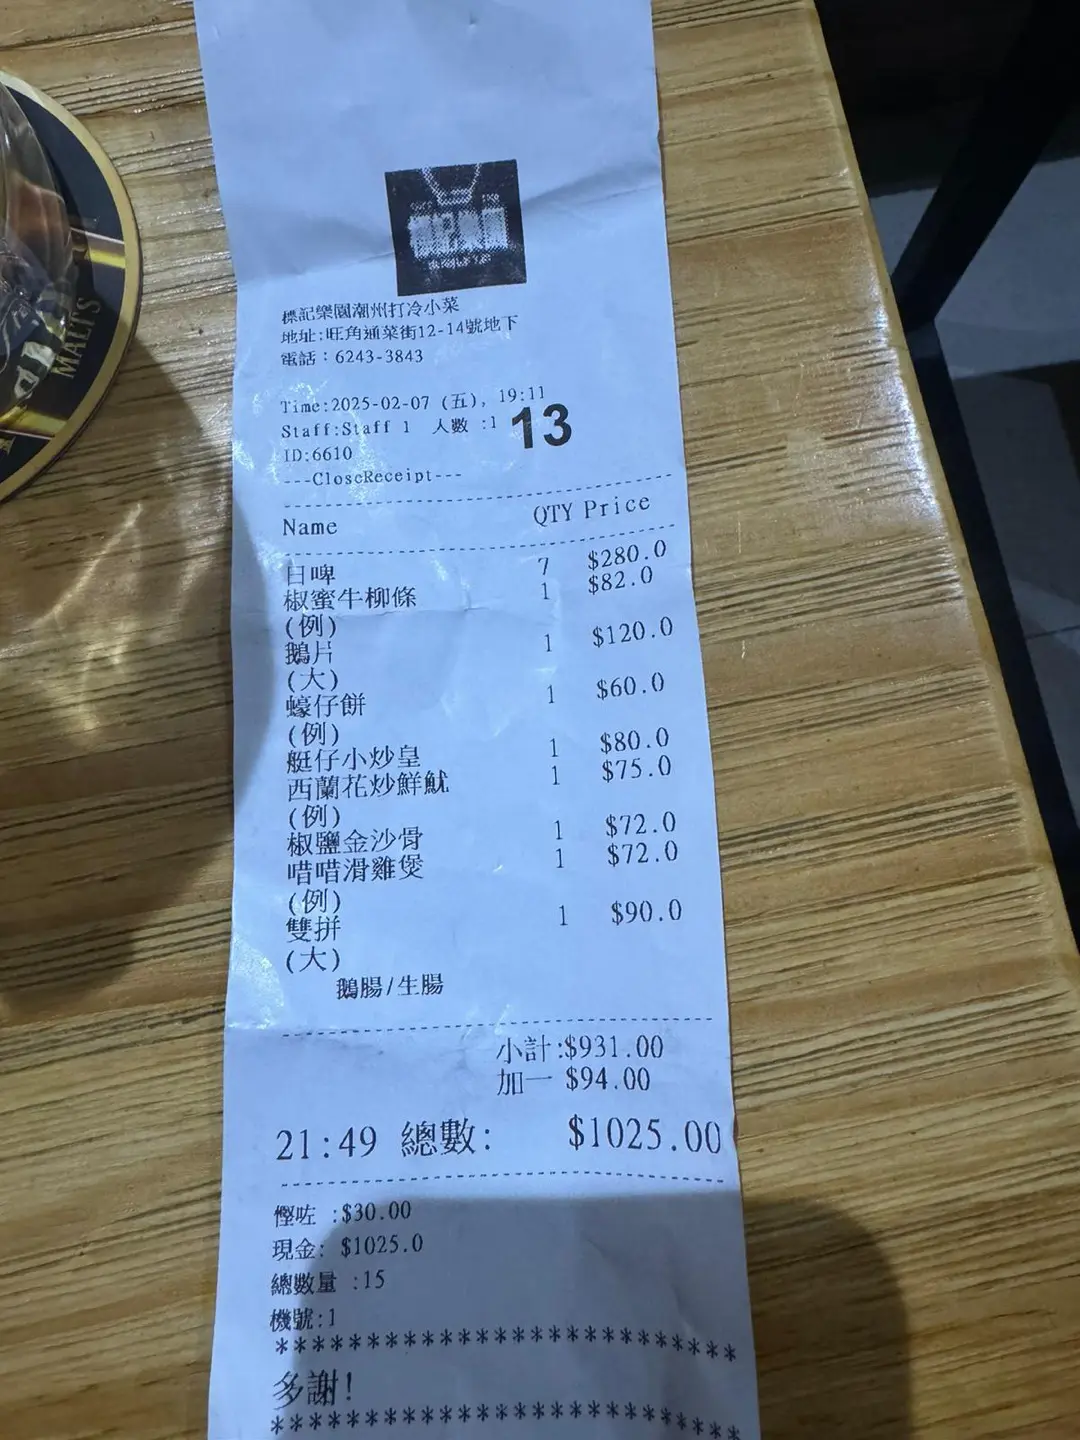 標記樂園潮州打冷小菜
地址:旺角通菜街12-14號地下
電話：6243-3843
Time:2025-02-07 (五), 19:11
Staff:Staff 1 人數 :1 13
ID:6610
---CloseReceipt---
Name QTY Price
日啤 7 $280.0
椒蜜牛柳條 1 $82.0
(例)
鵝片 1 $120.0
(大)
蠔仔餅 1 $60.0
(例)
艇仔小炒皇 1 $80.0
西蘭花炒鮮魷 1 $75.0
(例)
椒鹽金沙骨 1 $72.0
唶唶滑雞煲 1 $72.0
(例)
雙拼 1 $90.0
(大)
鵝腸/生腸
小計:$931.00
加一 $94.00
21:49 總數: $1025.00
慳咗 :$30.00
現金: $1025.0
總數量 :15
機號:1
*************************
多謝!
*************************
MALT'S